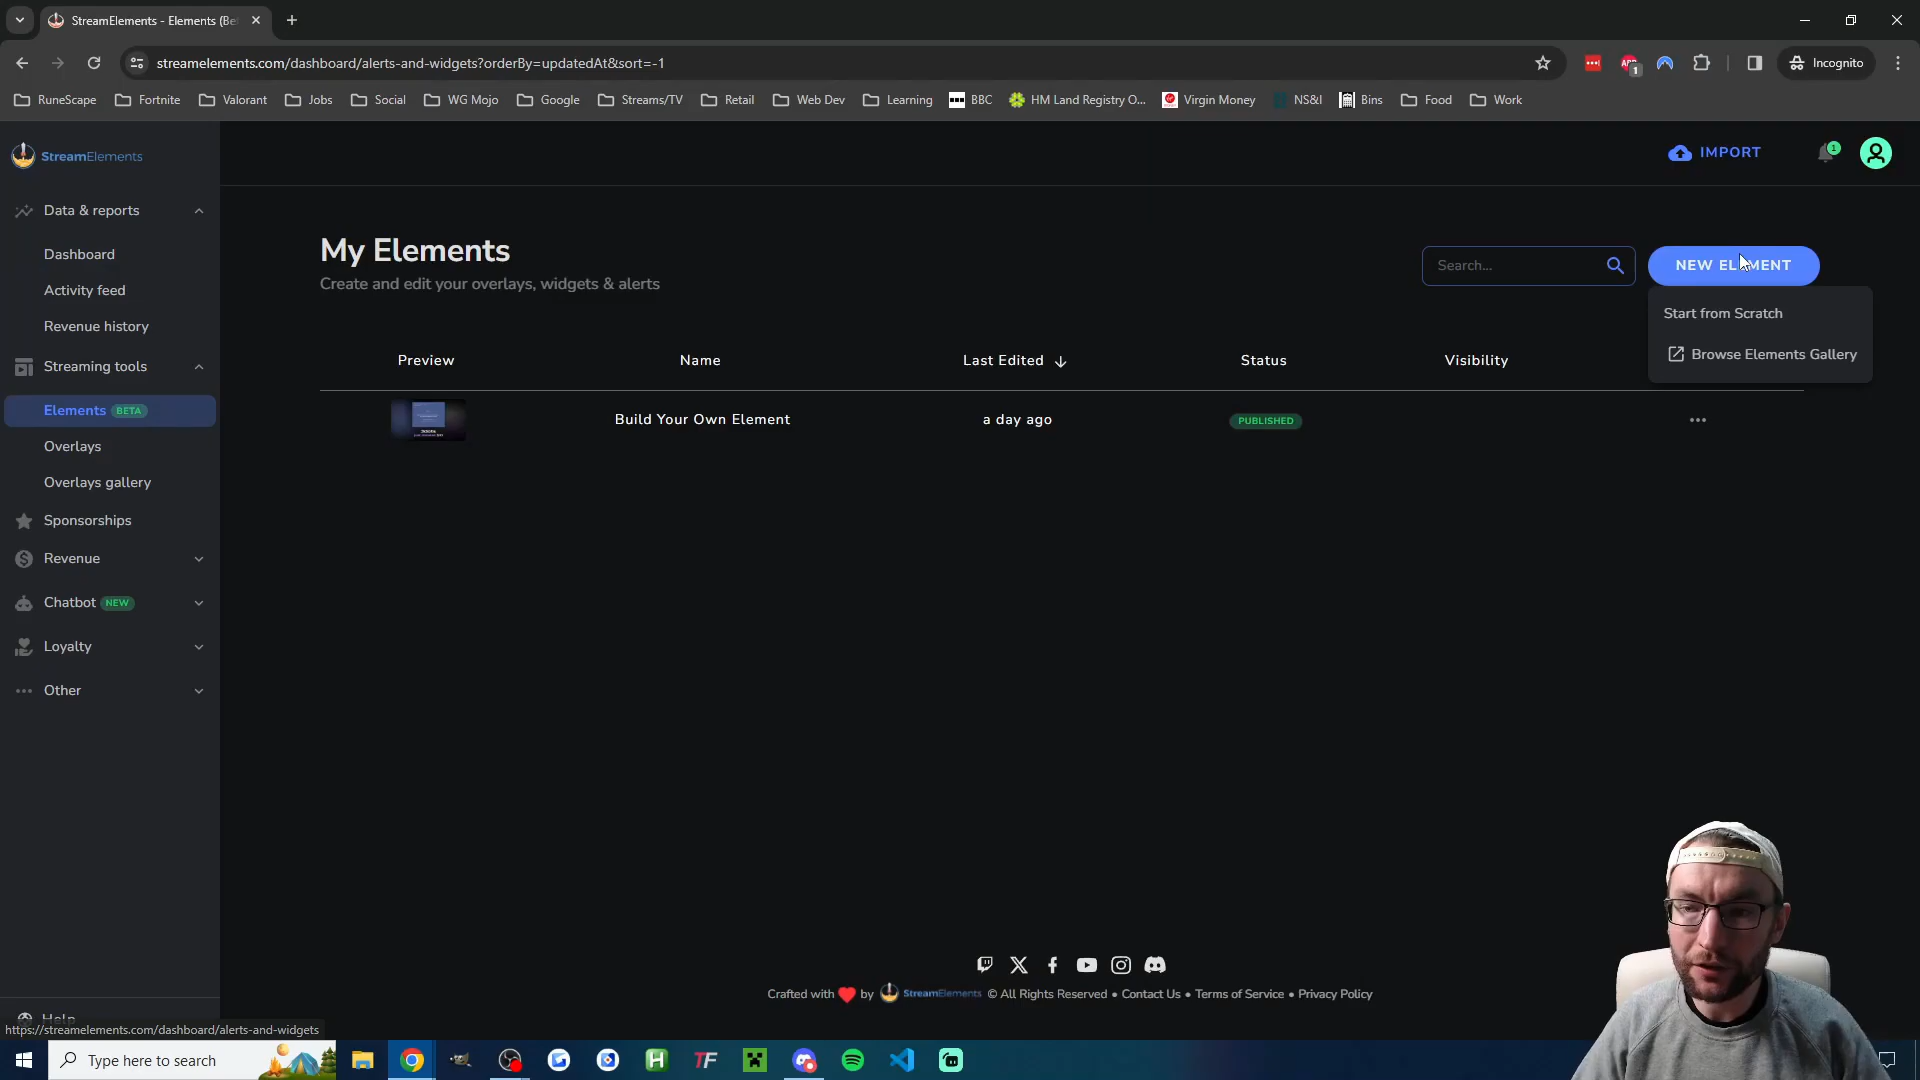 StreamElements - Elements (Be
streamelements.com/dashboard/alerts-and-widgets?orderBy=updatedAt&sort=-1
ABP
1
Incognito
RuneScape
Fortnite
Valorant
Jobs
Social
WG Mojo
Google
Streams/TV
Retail
Web Dev
Learning
BBC
HM Land Registry O...
Virgin Money
NS&I
Bins
Food
Work
StreamElements
IMPORT
1
Data & reports
Dashboard
Activity feed
Revenue history
Streaming tools
Elements BETA
Overlays
Overlays gallery
Sponsorships
Revenue
Chatbot NEW
Loyalty
Other
Help
My Elements
Create and edit your overlays, widgets & alerts
Search...
NEW ELEMENT
Start from Scratch
Browse Elements Gallery
Preview
Name
Last Edited
Status
Visibility
Build Your Own Element
a day ago
PUBLISHED
Crafted with by StreamElements © All Rights Reserved • Contact Us • Terms of Service • Privacy Policy
https://streamelements.com/dashboard/alerts-and-widgets
Type here to search
H
TF